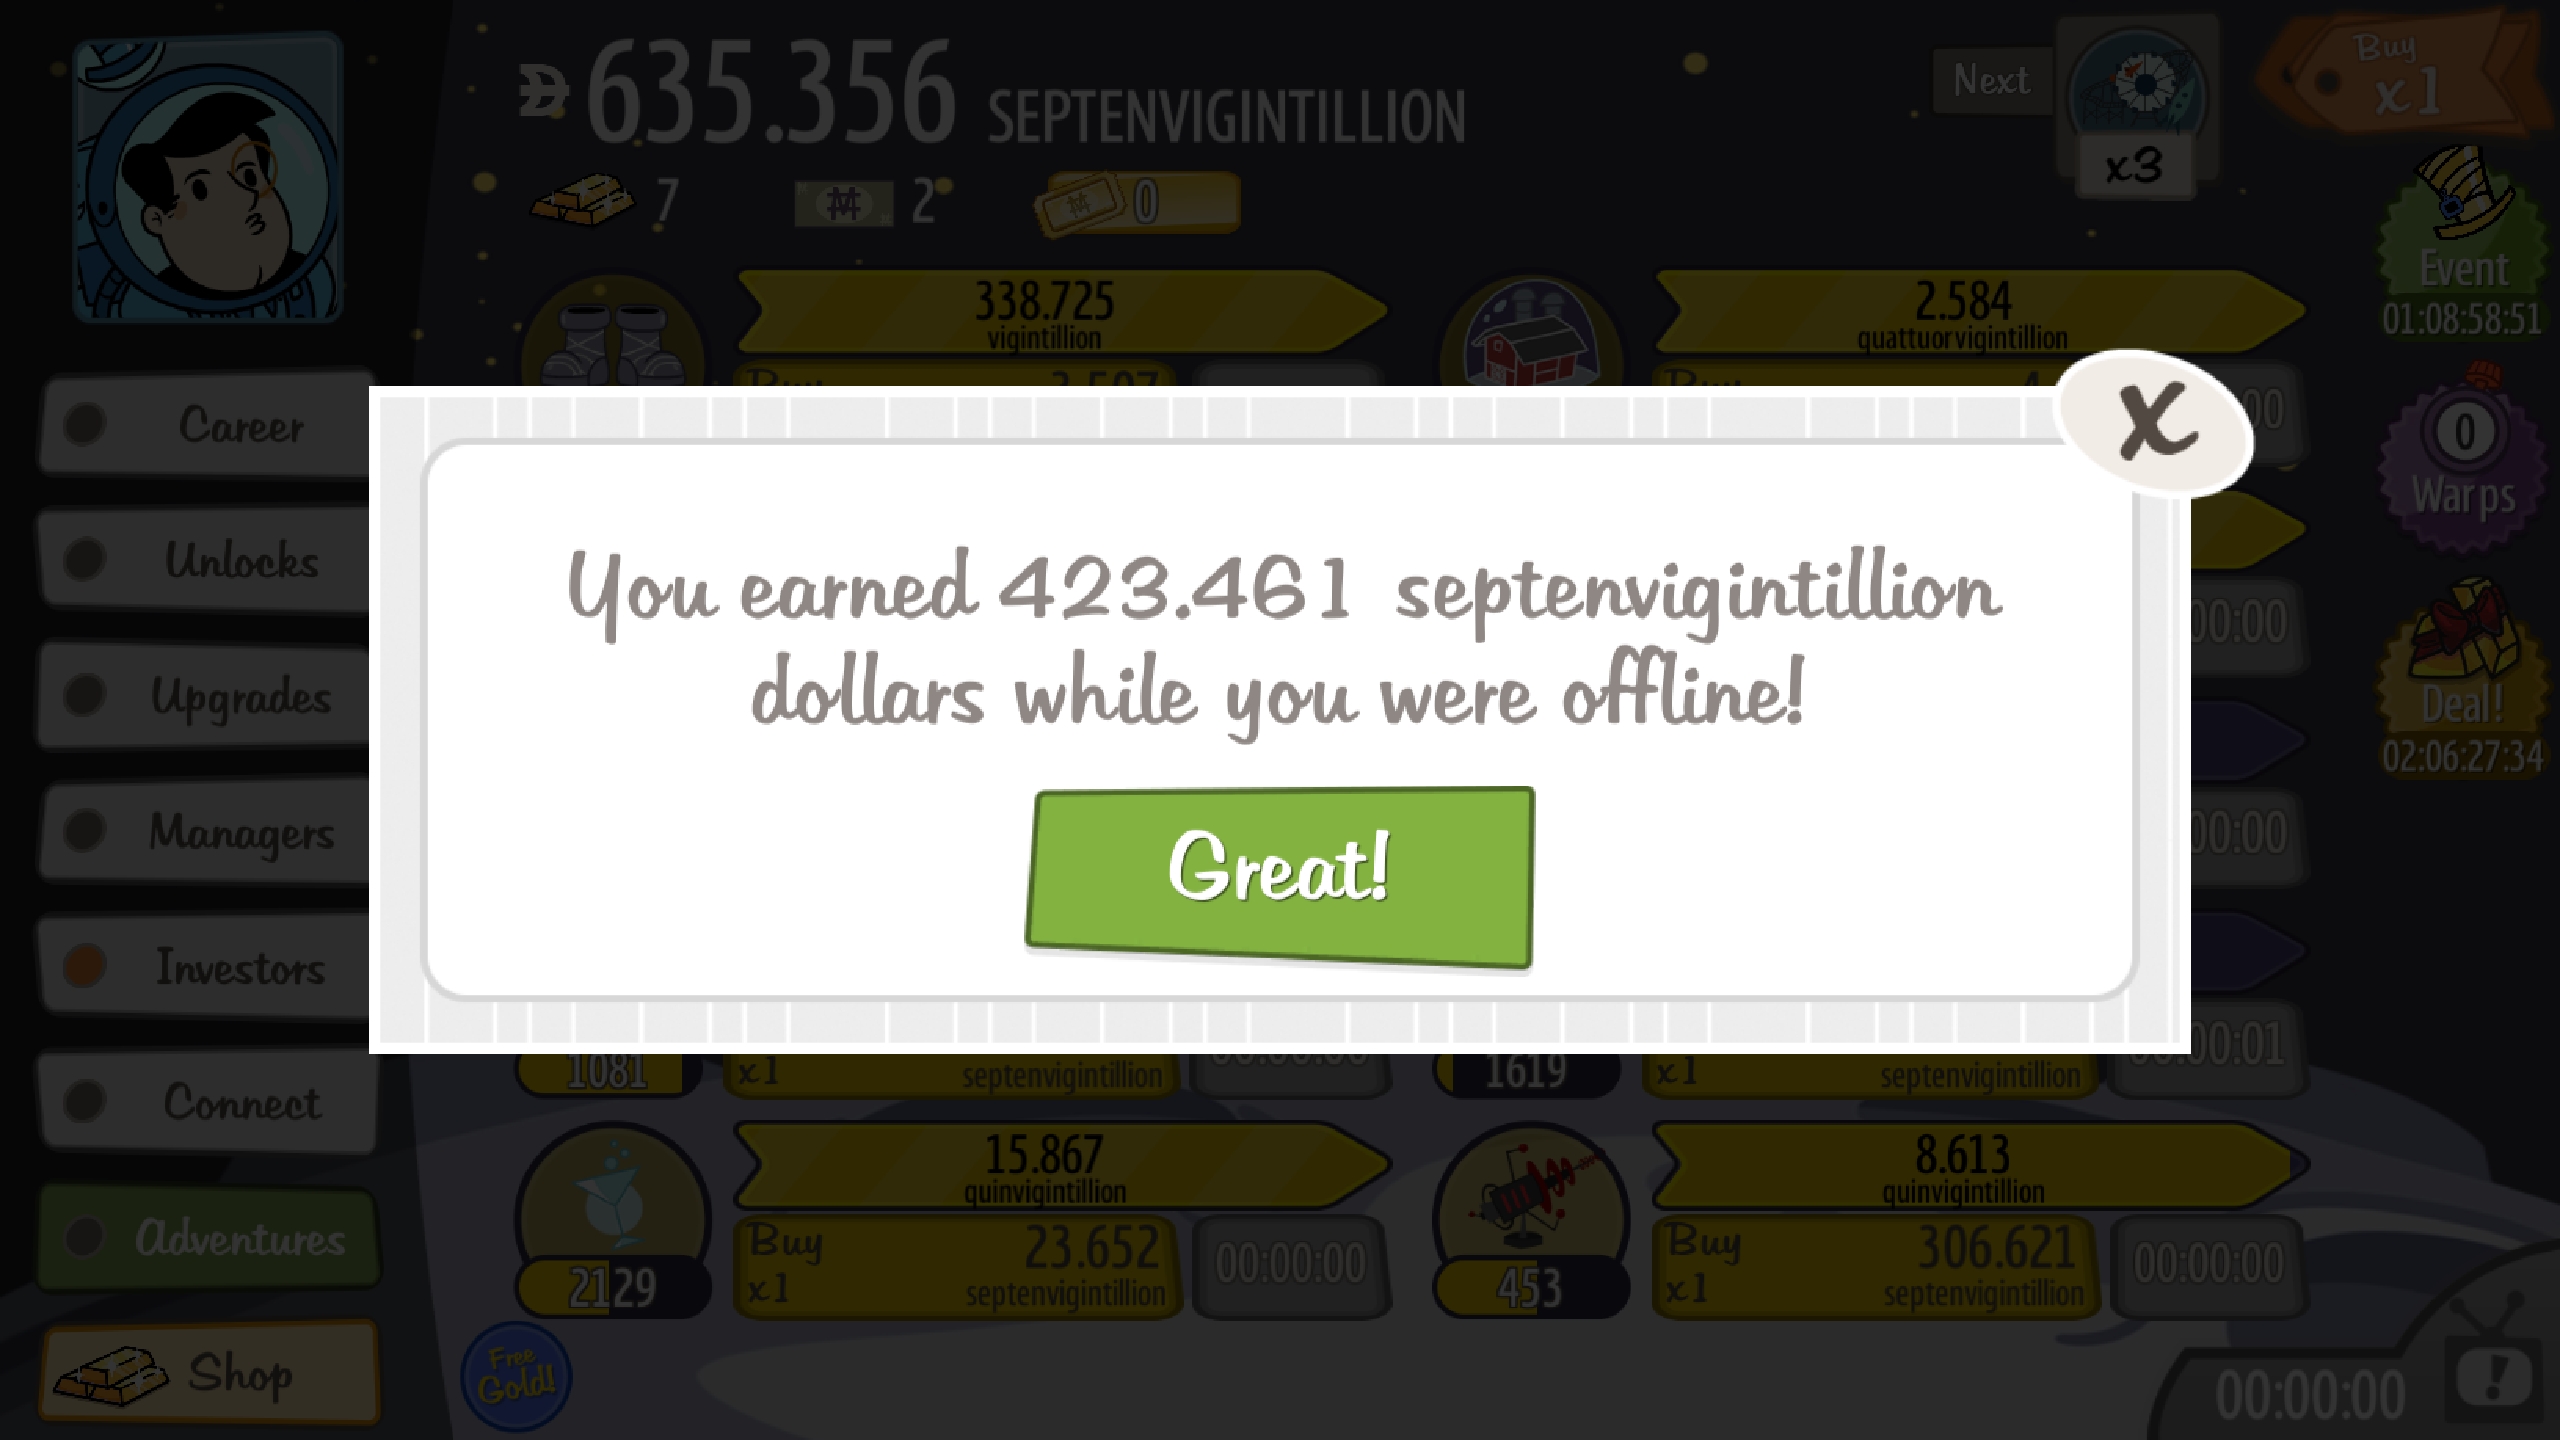 635.356 SEPTENVIGINTILLION
7
2
0
Next
x3
Buy
x1
Event
01:08:58:51
0
Warps
Deal!
02:06:27:34
338.725
vigintillion
2.584
quattuorvigintillion
Career
Unlocks
Upgrades
Managers
Investors
Connect
Adventures
Shop
X
You earned 423.461 septenvigintillion
dollars while you were offline!
Great!
1081
x1
septenvigintillion
1619
x1
septenvigintillion
15.867
quinvigintillion
Buy
x1
23.652
septenvigintillion
00:00:00
2129
8.613
quinvigintillion
Buy
x1
306.621
septenvigintillion
00:00:00
453
Free
Gold!
00:00:00
!